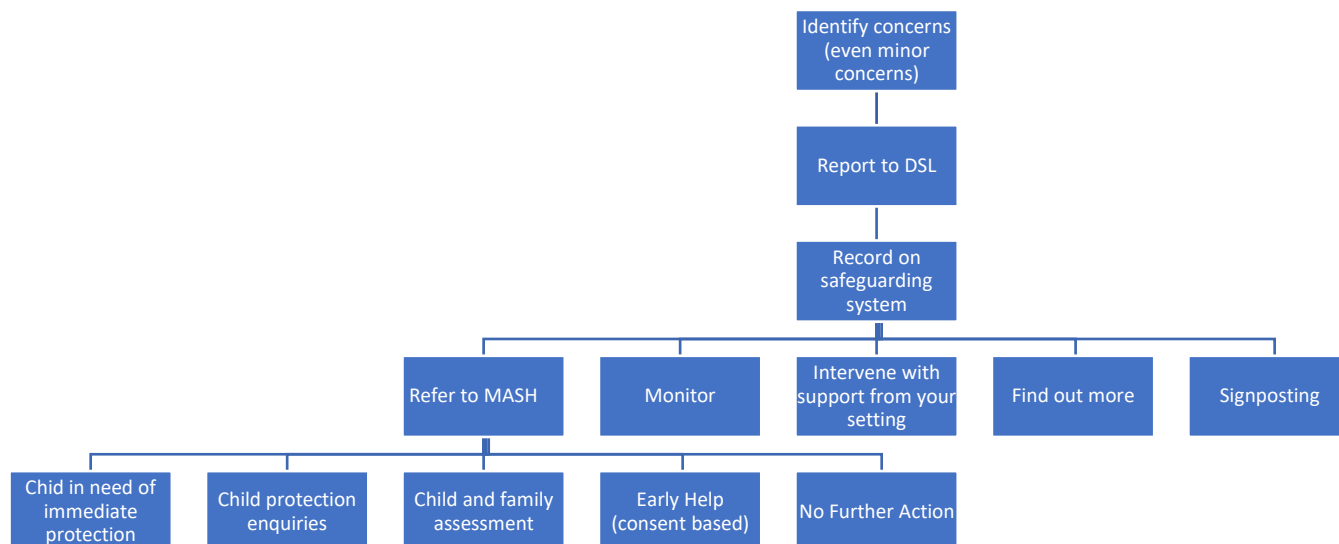 Identify concerns
(even minor
concerns)
Report to DSL
Record on
safeguarding
system
Refer to MASH
Monitor
Intervene with
support from your
setting
Find out more
Signposting
Chid in need of
immediate
protection
Child protection
enquiries
Child and family
assessment
Early Help
(consent based)
No Further Action